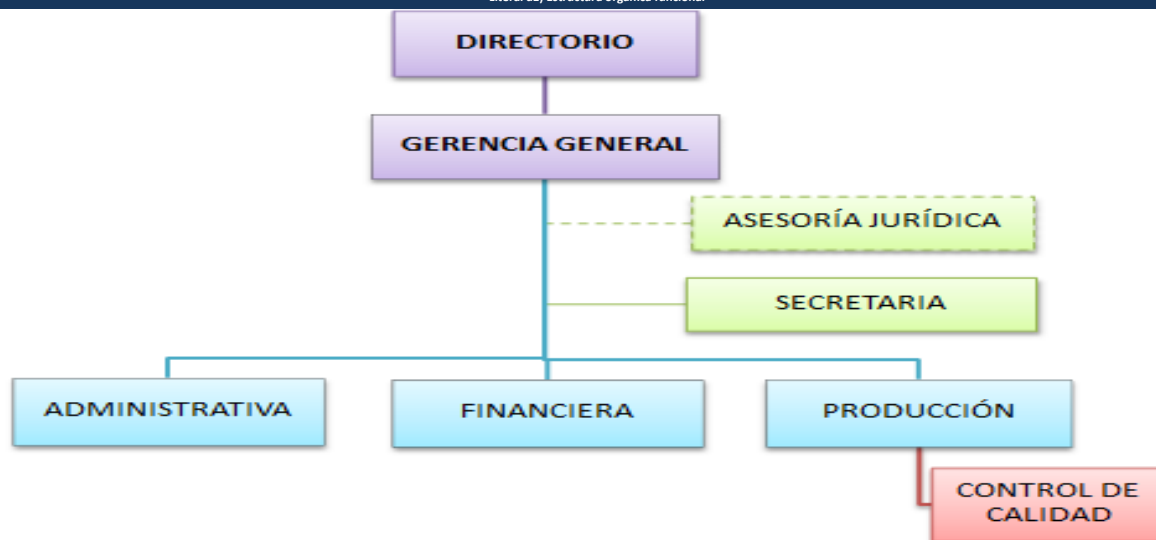 DIRECTORIO
GERENCIA GENERAL
ASESORÍA JURÍDICA
SECRETARIA
ADMINISTRATIVA
FINANCIERA
PRODUCCIÓN
CONTROL DE
CALIDAD